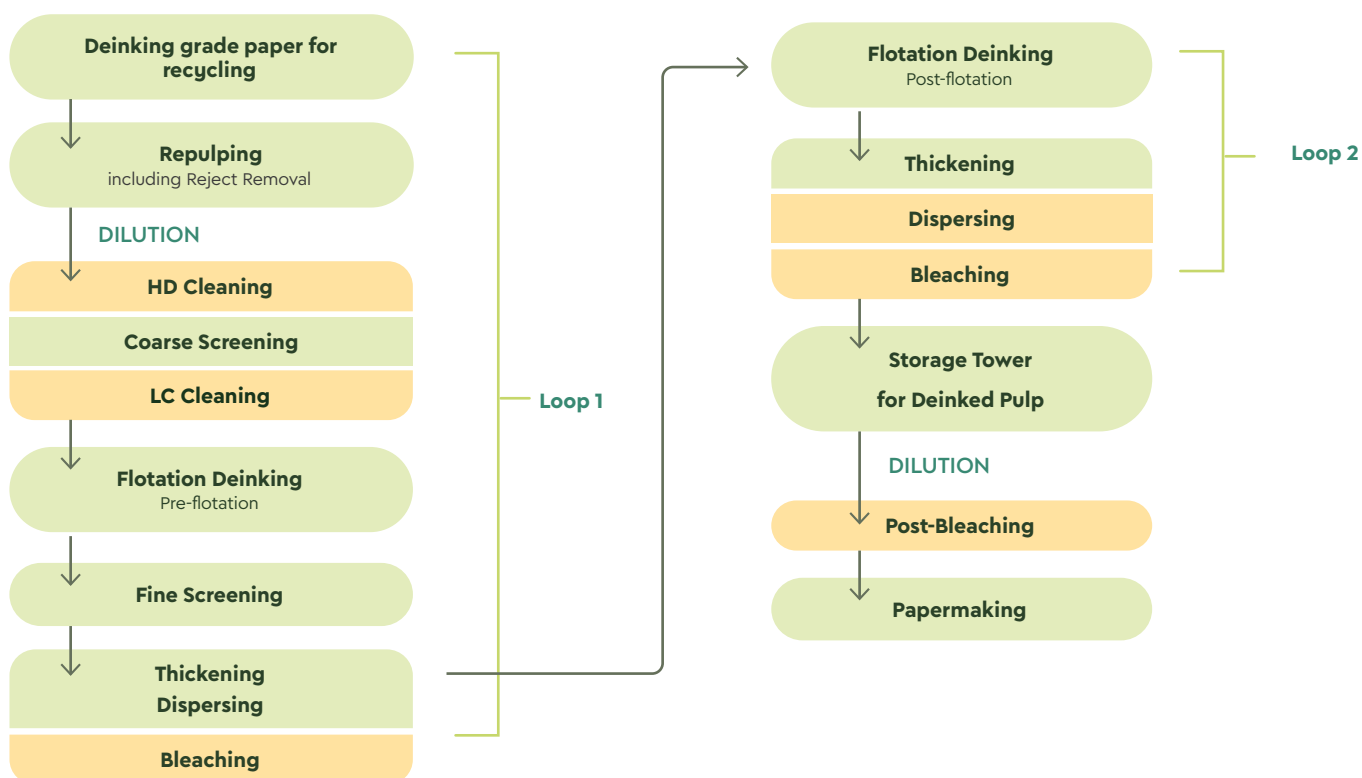 Deinking grade paper for
recycling
Repulping
including Reject Removal
DILUTION
HD Cleaning
Coarse Screening
LC Cleaning
Flotation Deinking
Pre-flotation
Fine Screening
Thickening
Dispersing
Bleaching
Loop 1
Flotation Deinking
Post-flotation
Thickening
Dispersing
Bleaching
Loop 2
Storage Tower
for Deinked Pulp
DILUTION
Post-Bleaching
Papermaking